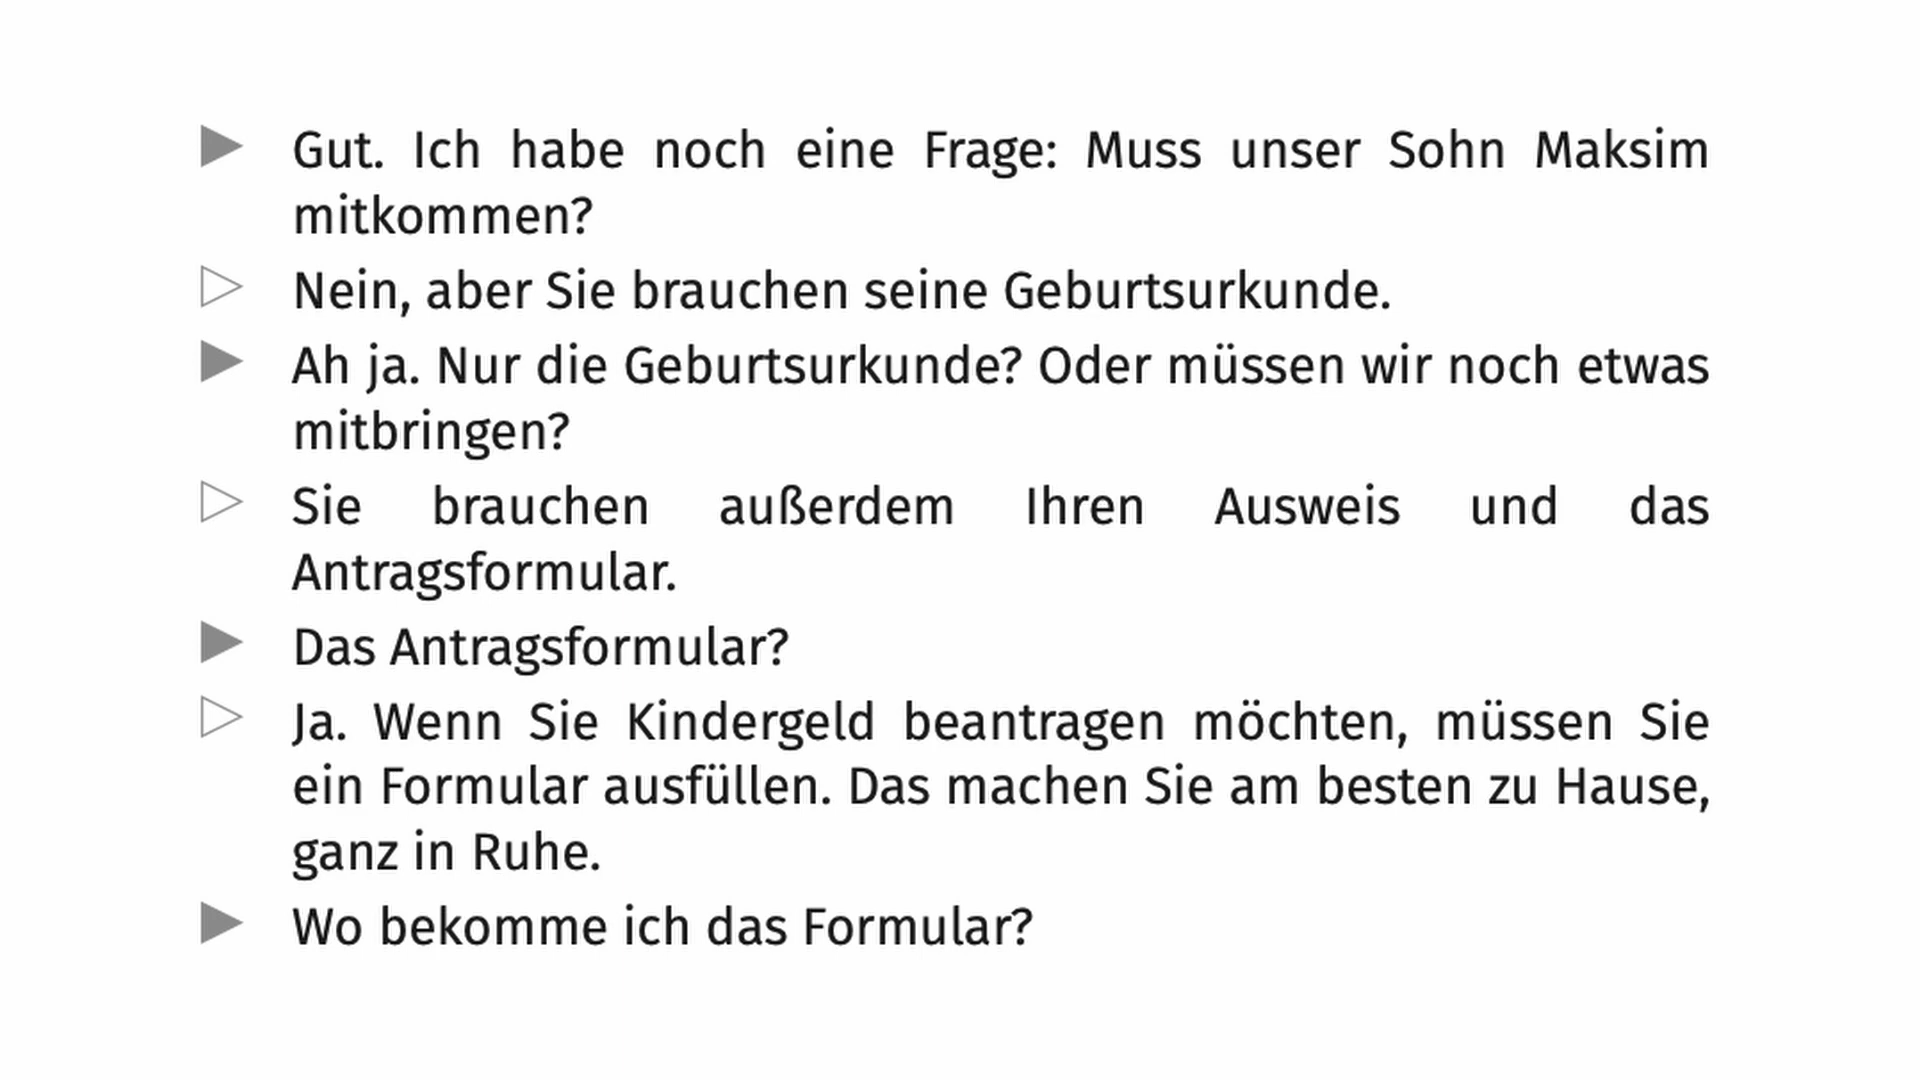 Gut. Ich habe noch eine Frage: Muss unser Sohn Maksim
mitkommen?
Nein, aber Sie brauchen seine Geburtsurkunde.
Ah ja. Nur die Geburtsurkunde? Oder müssen wir noch etwas
mitbringen?
Sie brauchen außerdem Ihren Ausweis und das
Antragsformular.
Das Antragsformular?
Ja. Wenn Sie Kindergeld beantragen möchten, müssen Sie
ein Formular ausfüllen. Das machen Sie am besten zu Hause,
ganz in Ruhe.
Wo bekomme ich das Formular?